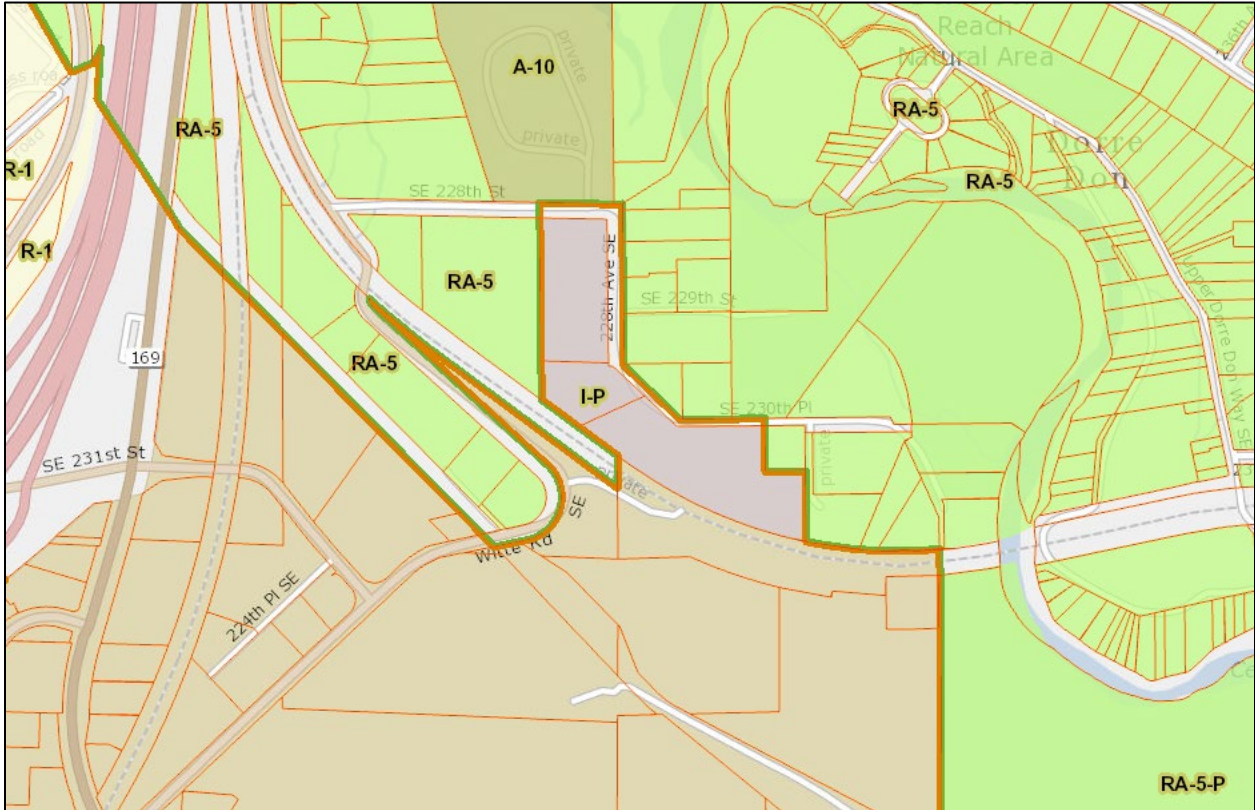 Reach
Natural Area
A-10
private
private
RA-5
RA-5
Dorre
Don
RA-5
R-1
R-1
SE 228th St
RA-5
228th Ave SE
SE 229th St
Upper Dorre Don Way SE
RA-5
169
I-P
SE 230th Pl
private
SE 231st St
private
SE
Witte Rd
224th Pl SE
RA-5-P